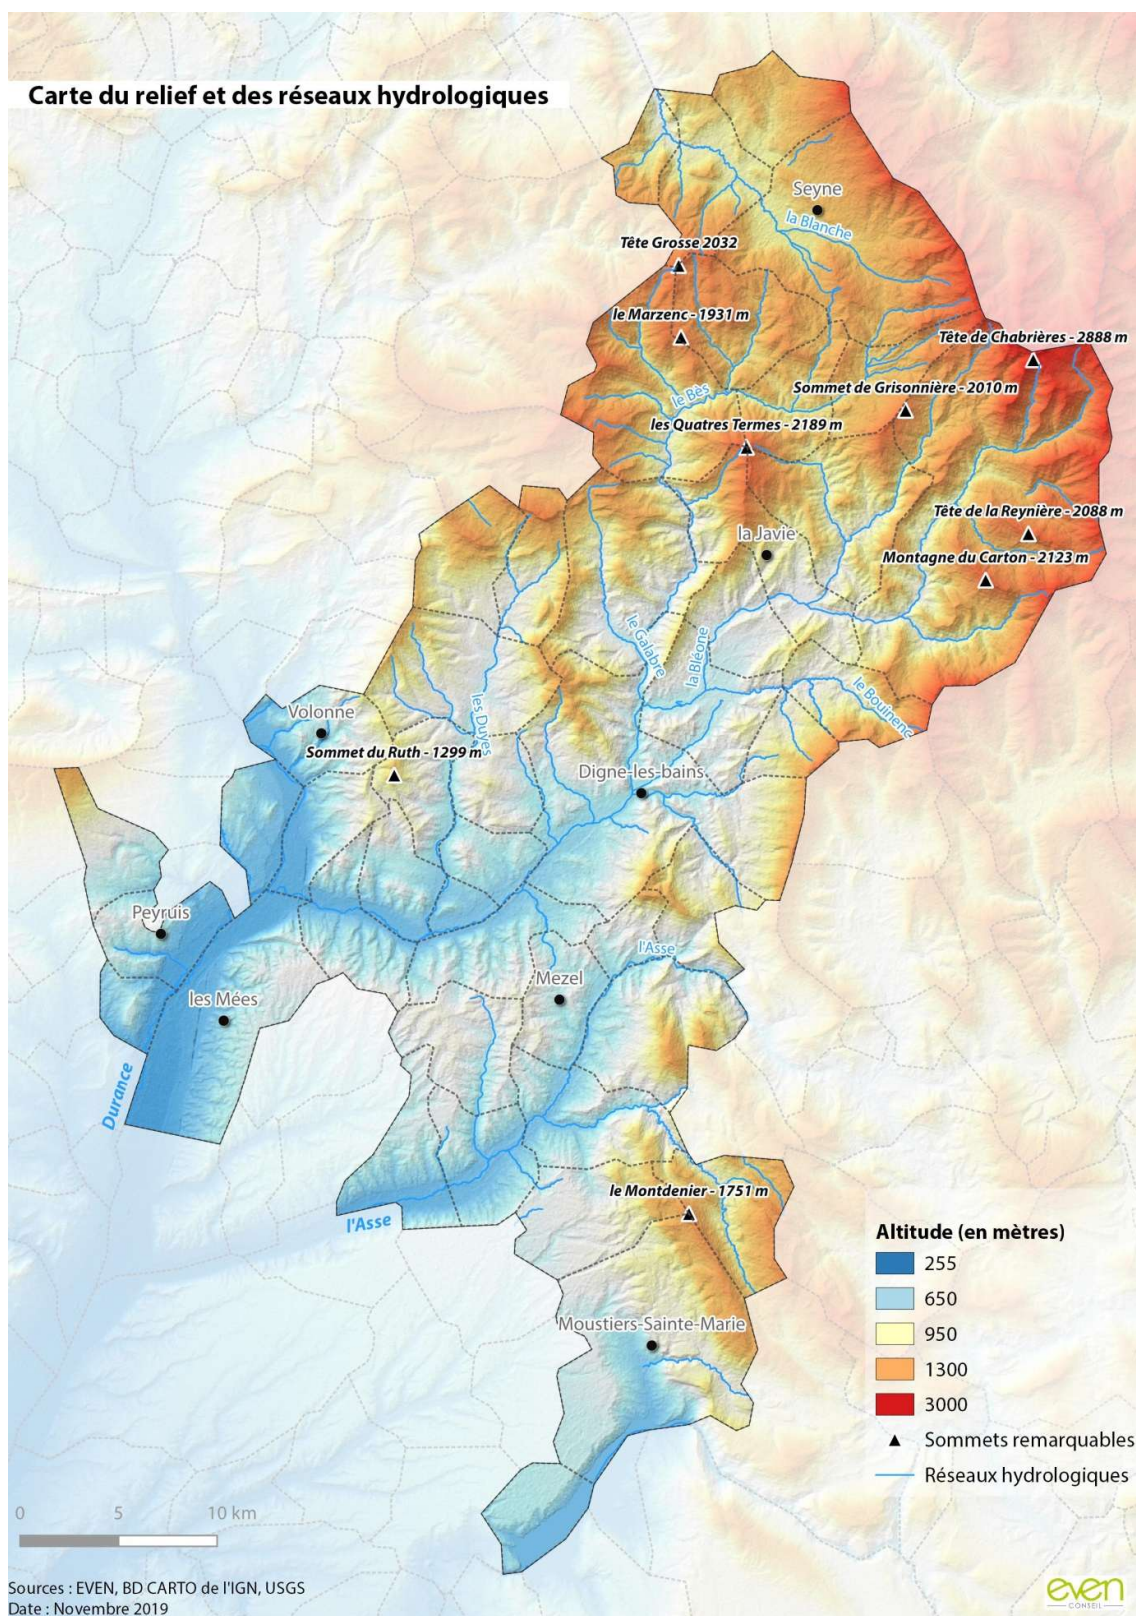 Carte du relief et des réseaux hydrologiques
Seyne
la Blanche
Tête Grosse 2032
le Marzenc - 1931 m
Tête de Chabrières - 2888 m
le Bès
Sommet de Grisonnière - 2010 m
les Quatres Termes - 2189 m
Tête de la Reynière - 2088 m
la Javie
Montagne du Carton - 2123 m
le Galabre
la Bléone
le Bouinenc
les Duyes
Volonne
Sommet du Ruth - 1299 m
Digne-les-bains
Peyruis
l'Asse
Mezel
les Mées
Durance
le Montdenier - 1751 m
l'Asse
Moustiers-Sainte-Marie
Altitude (en mètres)
255
650
950
1300
3000
Sommets remarquables
Réseaux hydrologiques
0 5 10 km
Sources : EVEN, BD CARTO de l'IGN, USGS
Date : Novembre 2019
even
CONSEIL